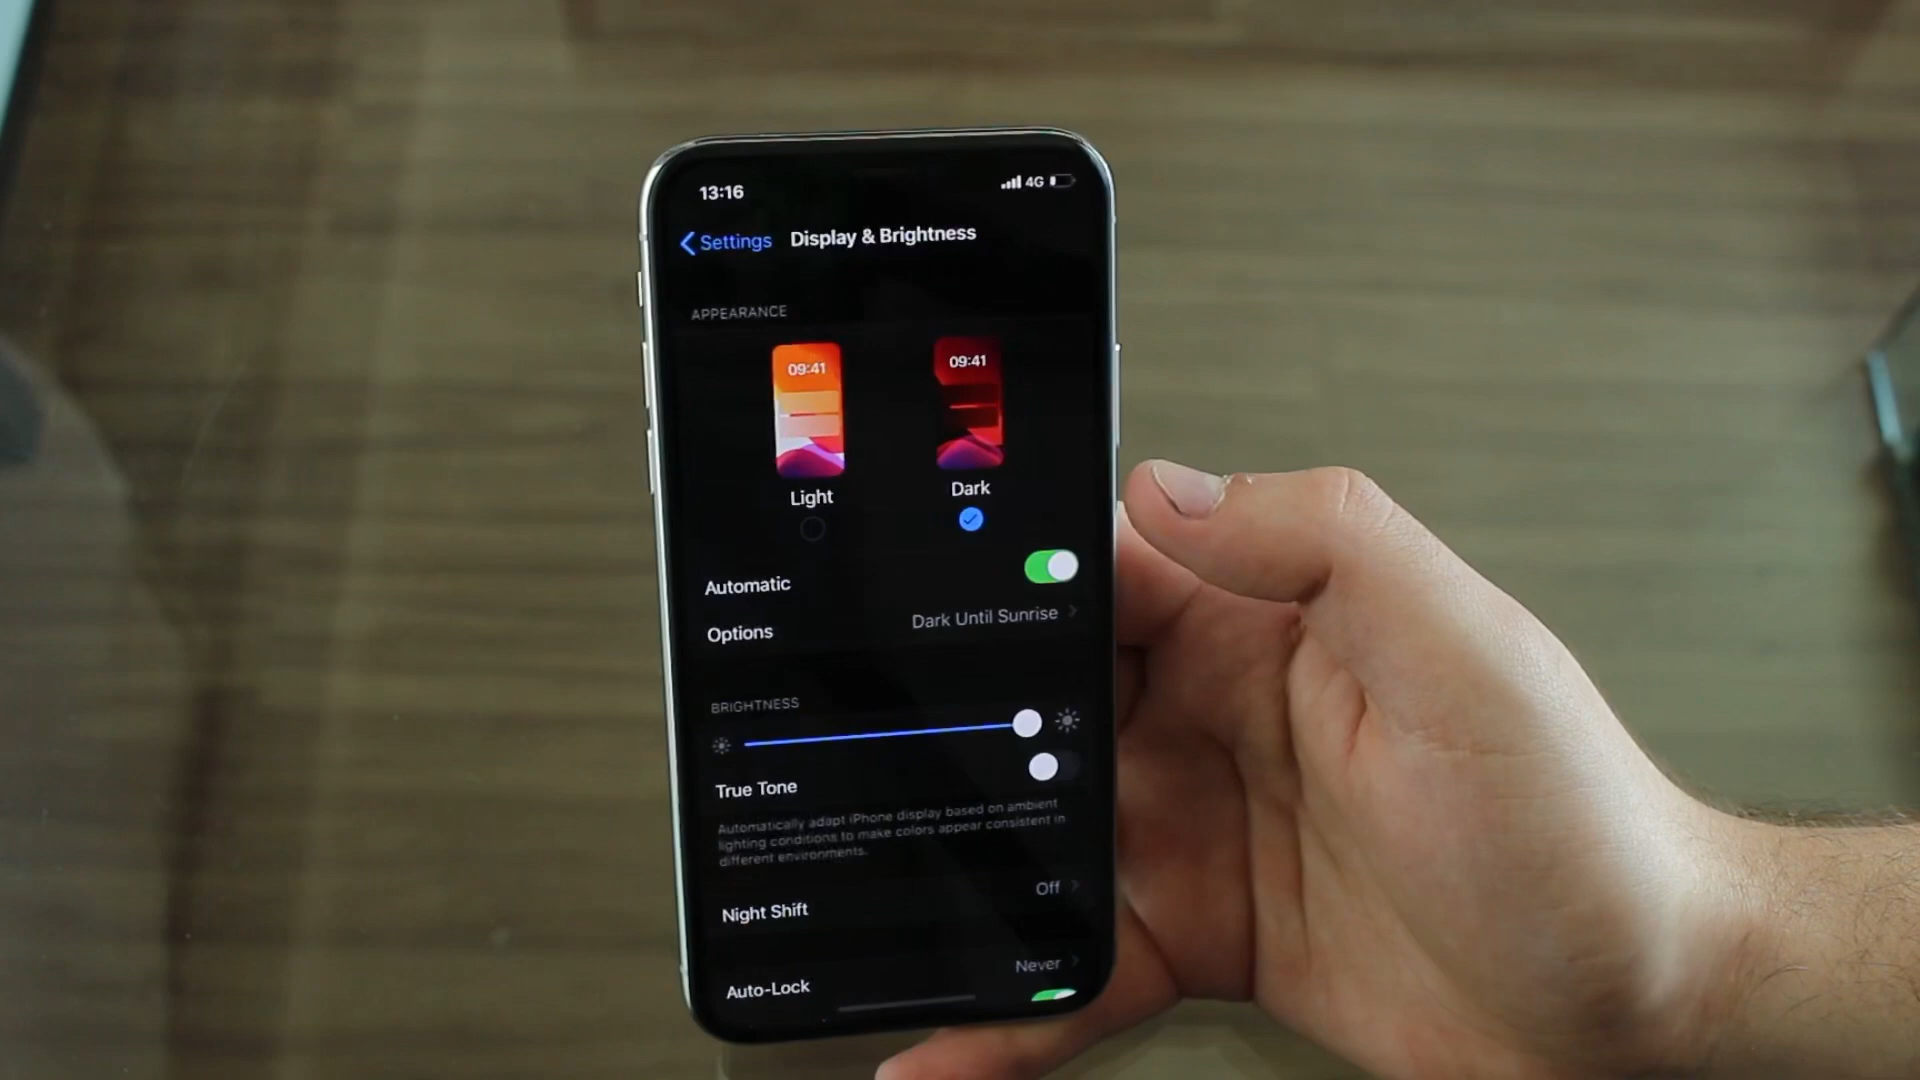 13:16
4G
Settings
Display & Brightness
APPEARANCE
09:41
09:41
Light
Dark
Automatic
Options
Dark Until Sunrise
BRIGHTNESS
True Tone
Automatically adapt iPhone display based on ambient
lighting conditions to make colors appear consistent in
different environments.
Night Shift
Off
Auto-Lock
Never